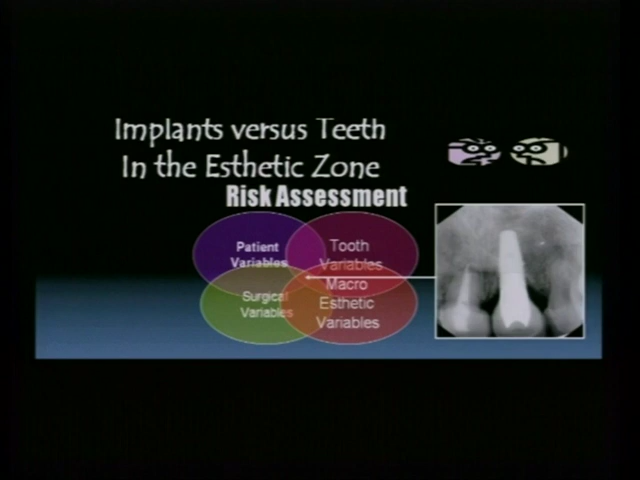 Implants versus Teeth
In the Esthetic Zone
Risk Assessment
Patient
Variables
Tooth
Variables
Surgical
Variables
Macro
Esthetic
Variables